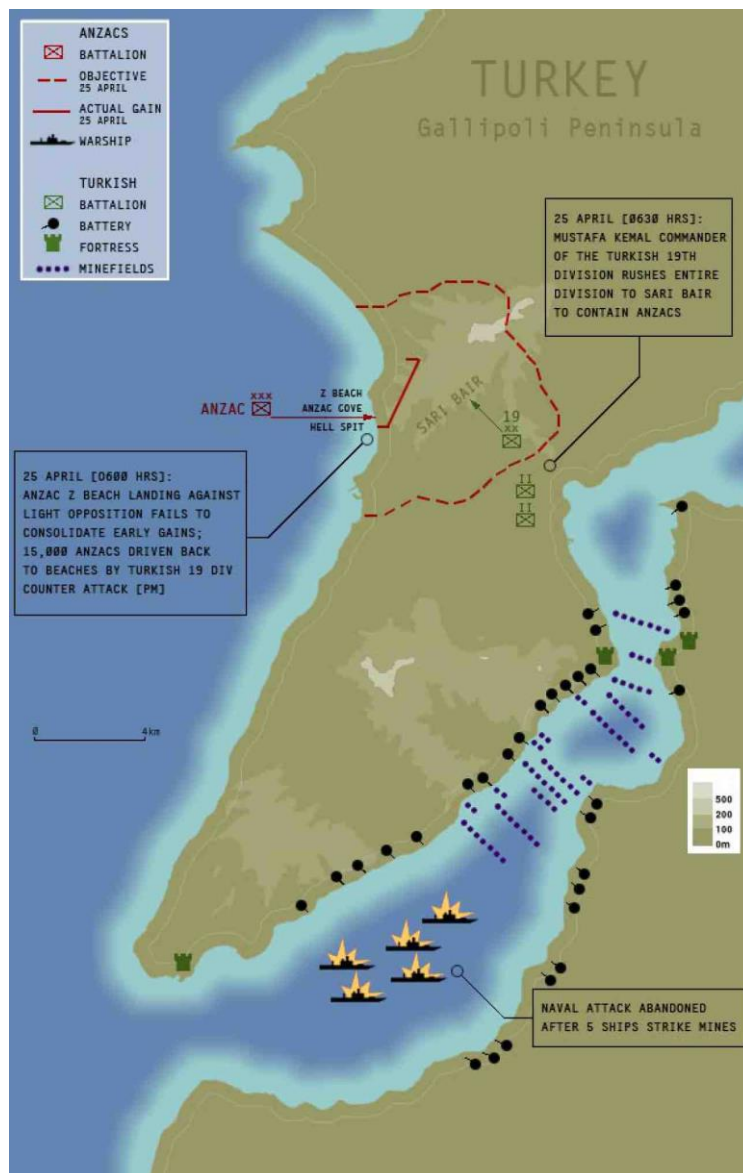 ANZACS
BATTALION
OBJECTIVE
25 APRIL
ACTUAL GAIN
25 APRIL
WARSHIP
TURKISH
BATTALION
BATTERY
FORTRESS
MINEFIELDS
TURKEY
Gallipoli Peninsula
25 APRIL [0630 HRS]:
MUSTAFA KEMAL COMMANDER
OF THE TURKISH 19TH
DIVISION RUSHES ENTIRE
DIVISION TO SARI BAIR
TO CONTAIN ANZACS
XXX
ANZAC
Z BEACH
ANZAC COVE
HELL SPIT
SARI BAIR
19
XX
II
II
25 APRIL [0600 HRS]:
ANZAC Z BEACH LANDING AGAINST
LIGHT OPPOSITION FAILS TO
CONSOLIDATE EARLY GAINS;
15,000 ANZACS DRIVEN BACK
TO BEACHES BY TURKISH 19 DIV
COUNTER ATTACK [PM]
0 4km
500
200
100
0m
NAVAL ATTACK ABANDONED
AFTER 5 SHIPS STRIKE MINES